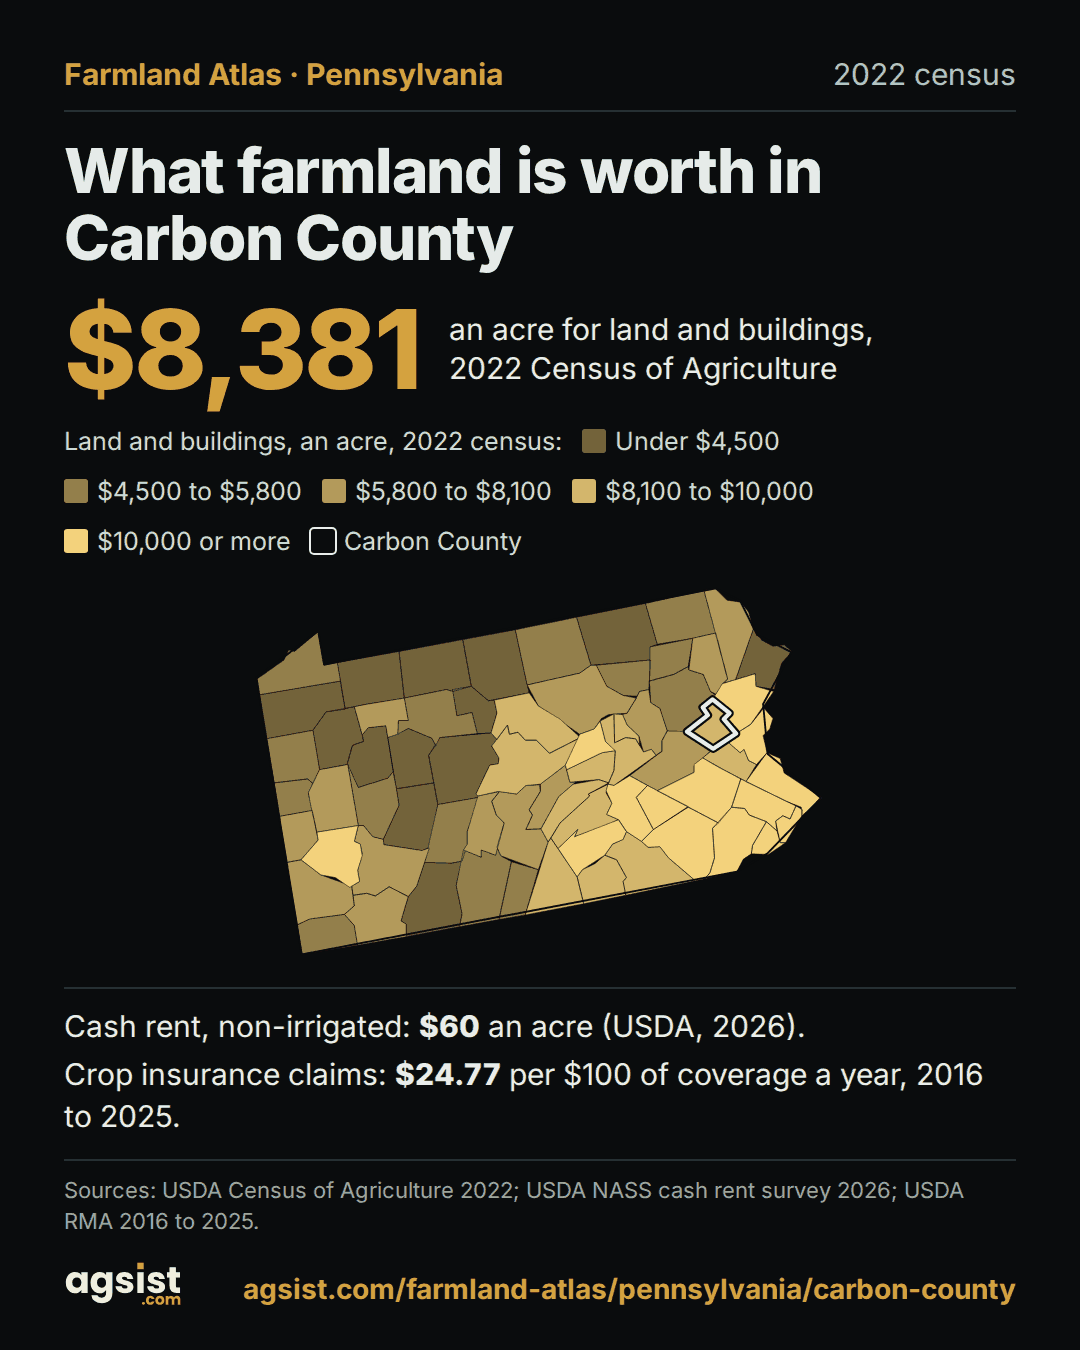 Farmland Atlas · Pennsylvania
2022 census
What farmland is worth in
Carbon County
$8,381
an acre for land and buildings,
2022 Census of Agriculture
Land and buildings, an acre, 2022 census: Under $4,500
$4,500 to $5,800 $5,800 to $8,100 $8,100 to $10,000
$10,000 or more Carbon County
Cash rent, non-irrigated: $60 an acre (USDA, 2026).
Crop insurance claims: $24.77 per $100 of coverage a year, 2016
to 2025.
Sources: USDA Census of Agriculture 2022; USDA NASS cash rent survey 2026; USDA
RMA 2016 to 2025.
agsist
.com
agsist.com/farmland-atlas/pennsylvania/carbon-county